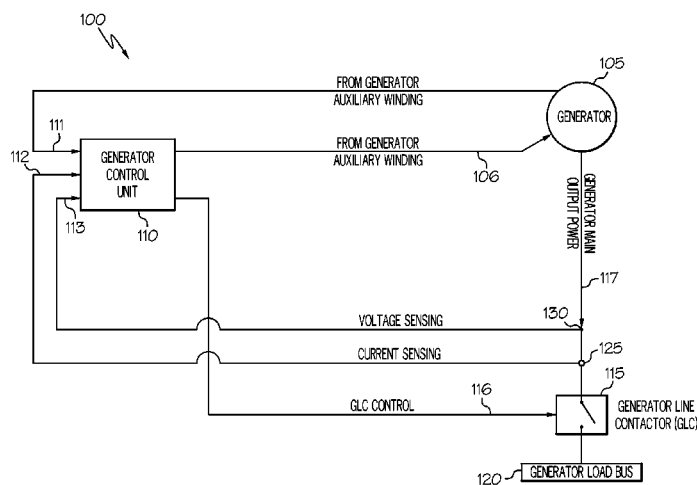 100
105
FROM GENERATOR
AUXILIARY WINDING
GENERATOR
111
112
GENERATOR
CONTROL
UNIT
FROM GENERATOR
AUXILIARY WINDING
106
113
110
GENERATOR MAIN
OUTPUT POWER
117
VOLTAGE SENSING
130
CURRENT SENSING
125
115
GLC CONTROL
116
GENERATOR LINE
CONTACTOR (GLC)
120
GENERATOR LOAD BUS